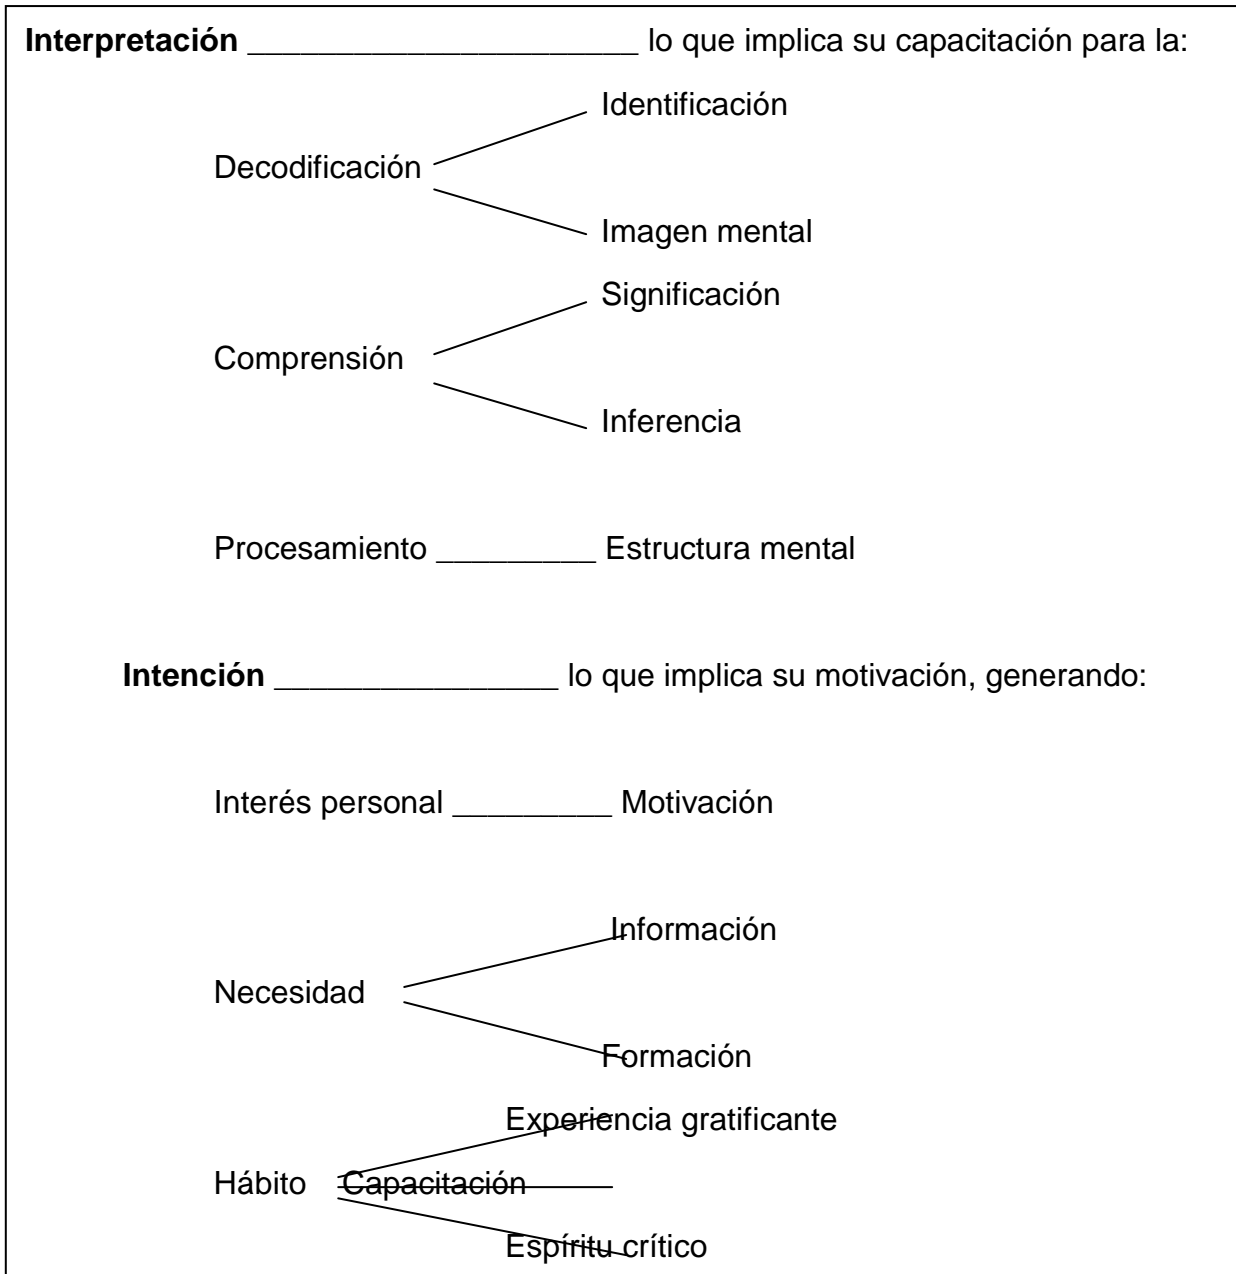 Interpretación ______________________ lo que implica su capacitación para la:
Identificación
Decodificación
Imagen mental
Significación
Comprensión
Inferencia
Procesamiento _________ Estructura mental
Intención ________________ lo que implica su motivación, generando:
Interés personal _________ Motivación
Información
Necesidad
Formación
Experiencia gratificante
Hábito Capacitación
Espíritu crítico